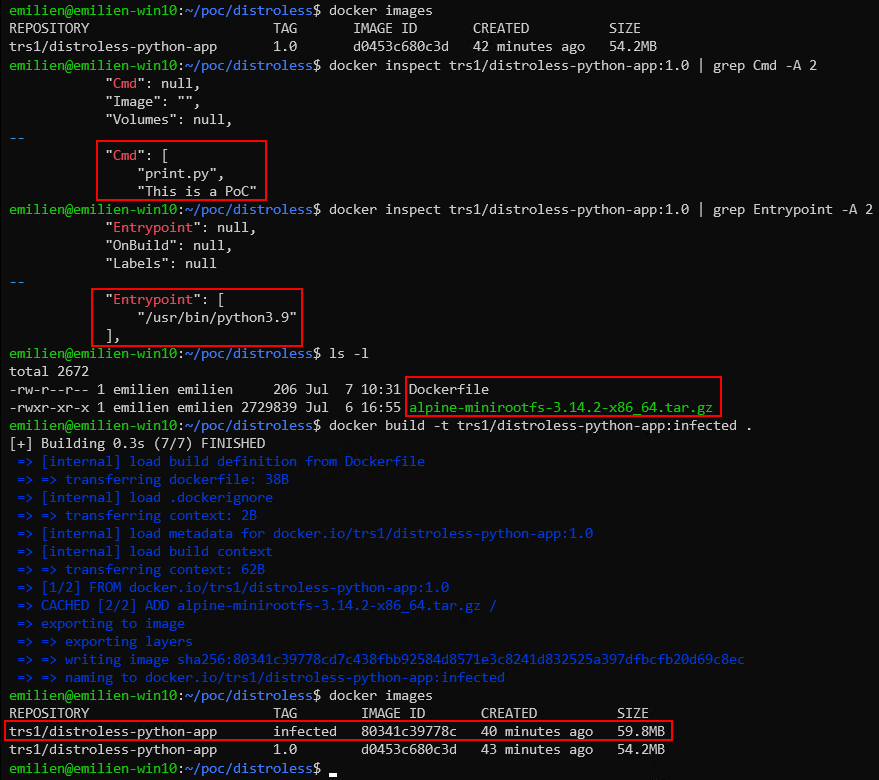 emilien@emilien-win10:~/poc/distroless$ docker images
REPOSITORY TAG IMAGE ID CREATED SIZE
trs1/distroless-python-app 1.0 d0453c680c3d 42 minutes ago 54.2MB
emilien@emilien-win10:~/poc/distroless$ docker inspect trs1/distroless-python-app:1.0 | grep Cmd -A 2
"Cmd": null,
"Image": "",
"Volumes": null,
--
"Cmd": [
"print.py",
"This is a PoC"
emilien@emilien-win10:~/poc/distroless$ docker inspect trs1/distroless-python-app:1.0 | grep Entrypoint -A 2
"Entrypoint": null,
"OnBuild": null,
"Labels": null
--
"Entrypoint": [
"/usr/bin/python3.9"
],
emilien@emilien-win10:~/poc/distroless$ ls -l
total 2672
-rw-r--r-- 1 emilien emilien 206 Jul 7 10:31 Dockerfile
-rwxr-xr-x 1 emilien emilien 2729839 Jul 6 16:55 alpine-minirootfs-3.14.2-x86_64.tar.gz
emilien@emilien-win10:~/poc/distroless$ docker build -t trs1/distroless-python-app:infected .
[+] Building 0.3s (7/7) FINISHED
=> [internal] load build definition from Dockerfile
=> => transferring dockerfile: 38B
=> [internal] load .dockerignore
=> => transferring context: 2B
=> [internal] load metadata for docker.io/trs1/distroless-python-app:1.0
=> [internal] load build context
=> => transferring context: 62B
=> [1/2] FROM docker.io/trs1/distroless-python-app:1.0
=> CACHED [2/2] ADD alpine-minirootfs-3.14.2-x86_64.tar.gz /
=> exporting to image
=> => exporting layers
=> => writing image sha256:80341c39778cd7c438fbb92584d8571e3c8241d832525a397dfbcfb20d69c8ec
=> => naming to docker.io/trs1/distroless-python-app:infected
emilien@emilien-win10:~/poc/distroless$ docker images
REPOSITORY TAG IMAGE ID CREATED SIZE
trs1/distroless-python-app infected 80341c39778c 40 minutes ago 59.8MB
trs1/distroless-python-app 1.0 d0453c680c3d 43 minutes ago 54.2MB
emilien@emilien-win10:~/poc/distroless$